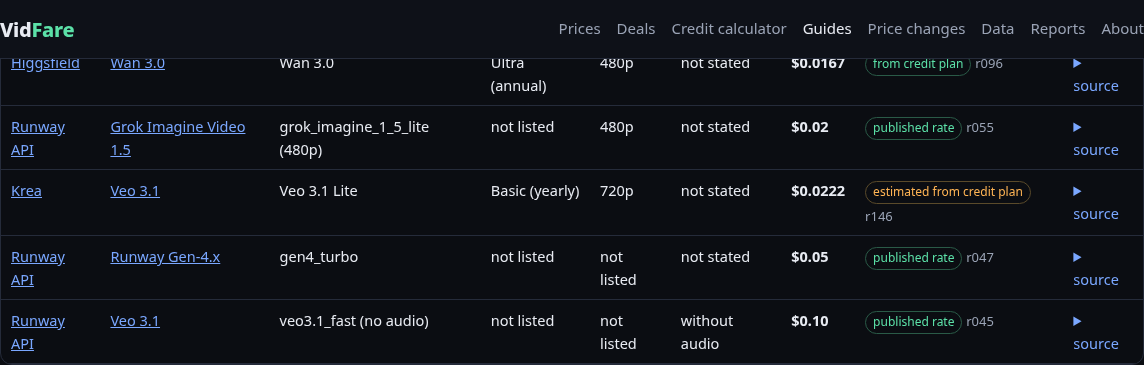 VidFare Prices Deals Credit calculator Guides Price changes Data Reports About
Higgsfield Wan 3.0 Wan 3.0 Ultra 480p not stated $0.0167 from credit plan r096
(annual) source
Runway Grok Imagine Video grok_imagine_1_5_lite not listed 480p not stated $0.02 published rate r055
API 1.5 (480p) source
Krea Veo 3.1 Veo 3.1 Lite Basic (yearly) 720p not stated $0.0222 estimated from credit plan
r146 source
Runway Runway Gen-4.x gen4_turbo not listed not not stated $0.05 published rate r047
API listed source
Runway Veo 3.1 veo3.1_fast (no audio) not listed not without $0.10 published rate r045
API listed audio source